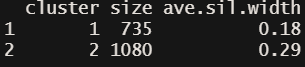 cluster size ave.sil.width
1 1 735 0.18
2 2 1080 0.29